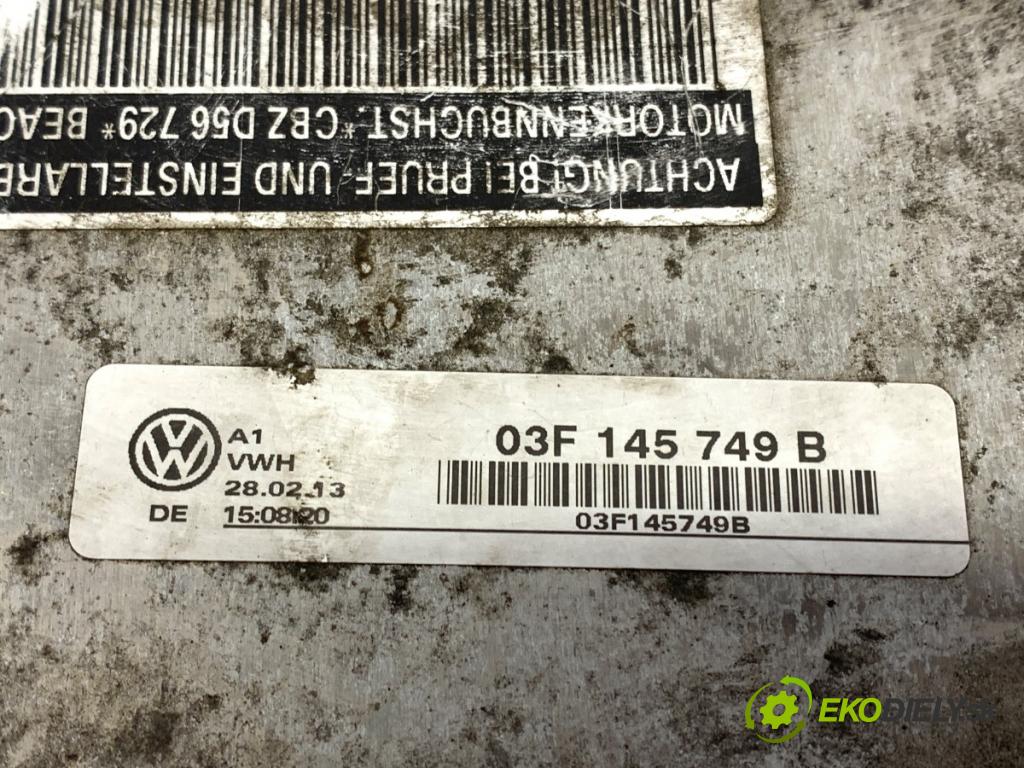 ACHTUNG! BEI PRUEF- UND EINSTELLARB
MOTORKENNBUCHST. *CBZ D56 729* BEAC
A1
VWH
28.02.13
DE 15:08:20
03F 145 749 B
03F145749B
EKODIELY.SK